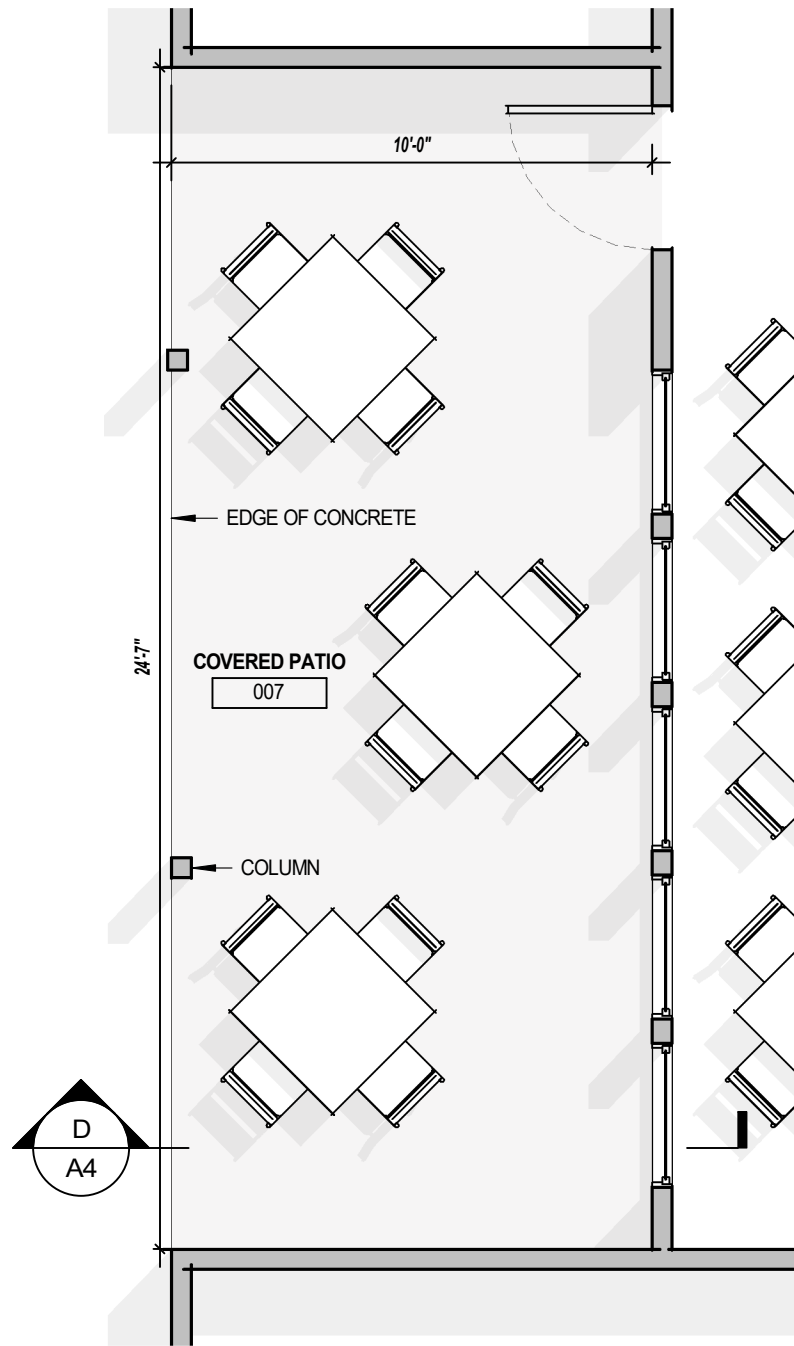 10'-0"
EDGE OF CONCRETE
24'-7"
COVERED PATIO
007
COLUMN
D
A4